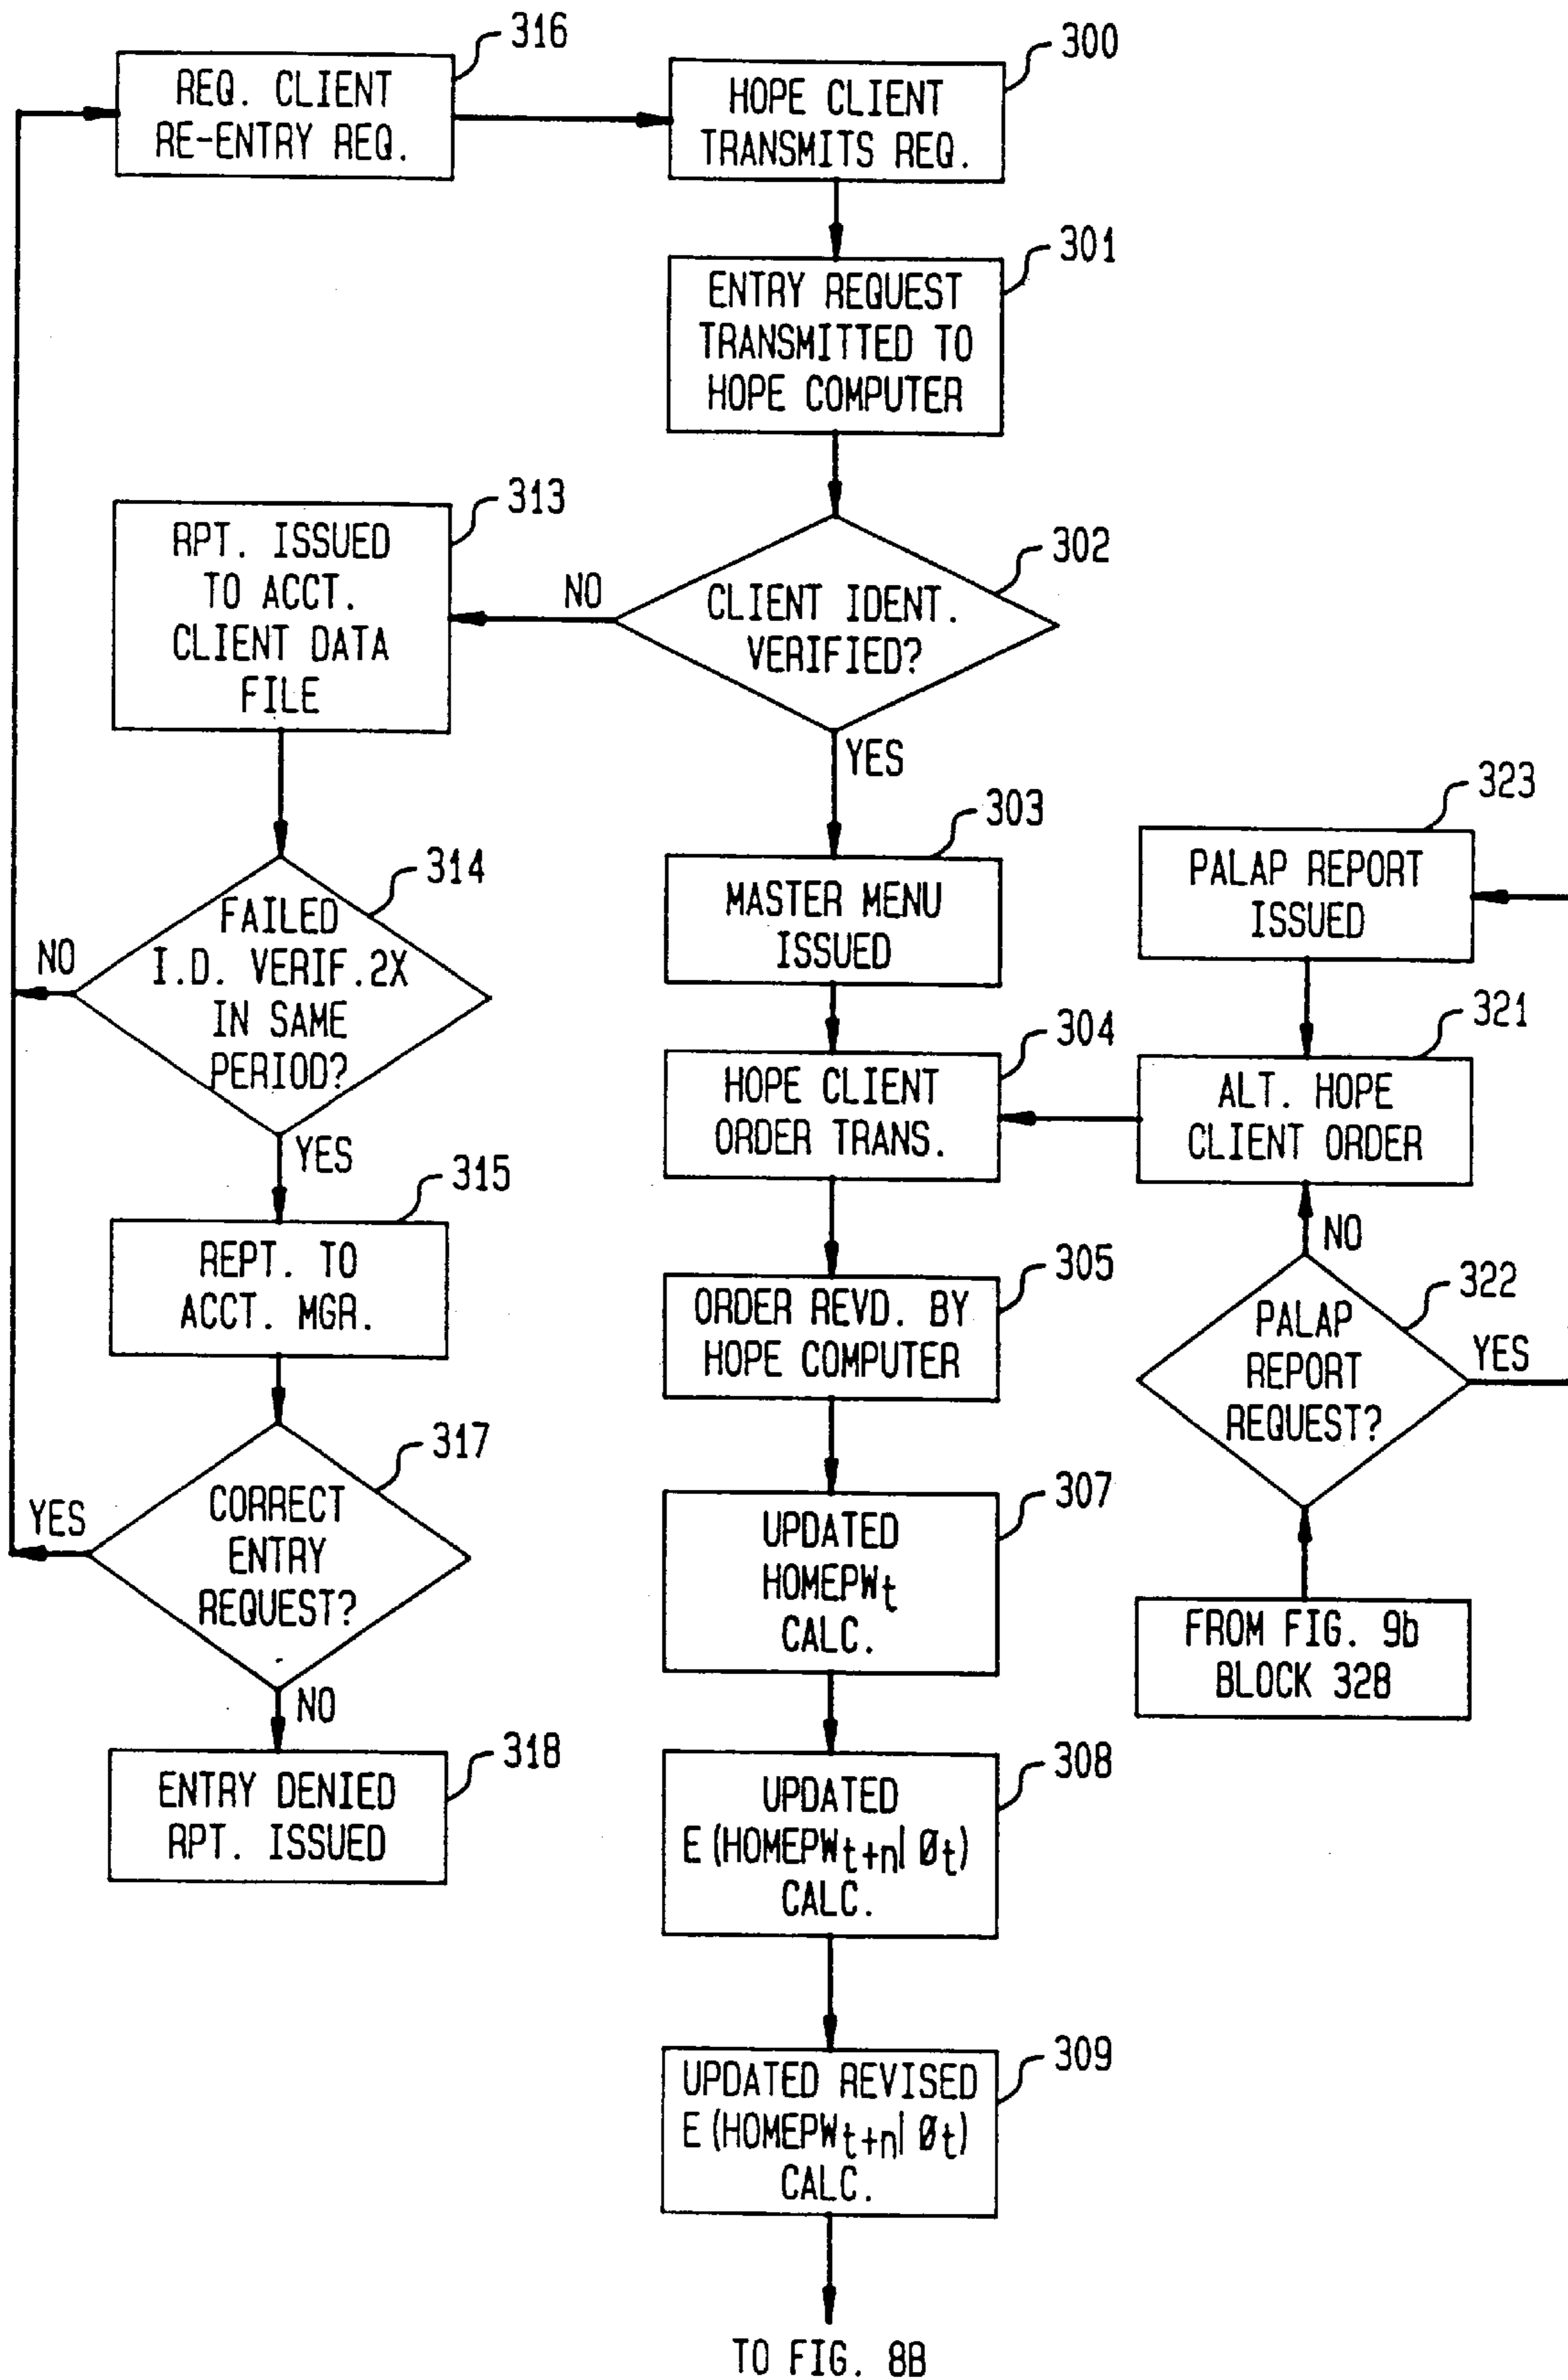 316
REQ. CLIENT
RE-ENTRY REQ.
300
HOPE CLIENT
TRANSMITS REQ.
301
ENTRY REQUEST
TRANSMITTED TO
HOPE COMPUTER
302
CLIENT IDENT.
VERIFIED?
NO
YES
313
RPT. ISSUED
TO ACCT.
CLIENT DATA
FILE
314
FAILED
I.D. VERIF.2X
IN SAME
PERIOD?
NO
YES
315
REPT. TO
ACCT. MGR.
317
CORRECT
ENTRY
REQUEST?
YES
NO
318
ENTRY DENIED
RPT. ISSUED
303
MASTER MENU
ISSUED
304
HOPE CLIENT
ORDER TRANS.
305
ORDER REVD. BY
HOPE COMPUTER
307
UPDATED
HOMEPWt
CALC.
308
UPDATED
E(HOMEPWt+n|Øt)
CALC.
309
UPDATED REVISED
E(HOMEPWt+n|Øt)
CALC.
TO FIG. 8B
323
PALAP REPORT
ISSUED
321
ALT. HOPE
CLIENT ORDER
NO
322
PALAP
REPORT
REQUEST?
YES
FROM FIG. 9b
BLOCK 328